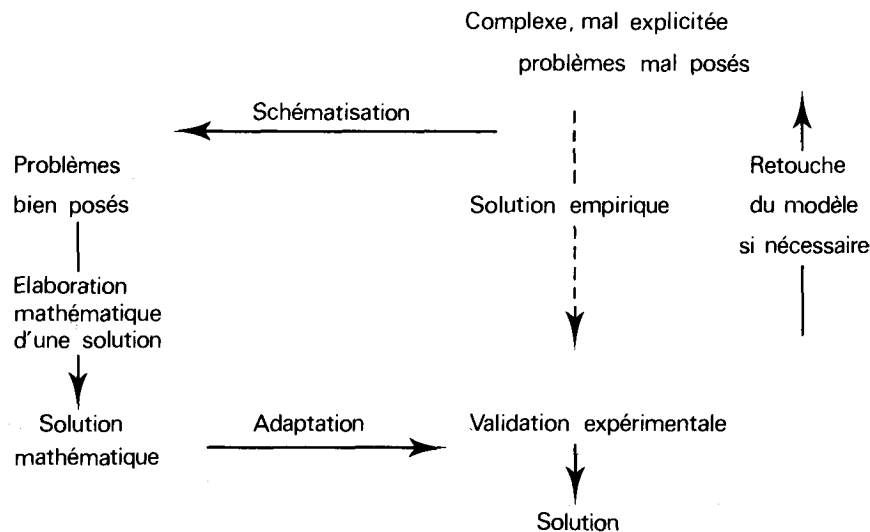 Complexe, mal explicitée
problèmes mal posés
Schématisation
Problèmes
bien posés
Solution empirique
Retouche
du modèle
si nécessaire
Elaboration
mathématique
d'une solution
Solution
mathématique
Adaptation
Validation expérimentale
Solution